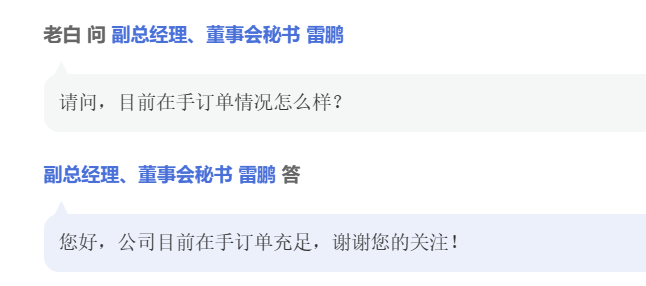 老白 问 副总经理、董事会秘书 雷鹏
请问，目前在手订单情况怎么样？
副总经理、董事会秘书 雷鹏 答
您好，公司目前在手订单充足，谢谢您的关注！